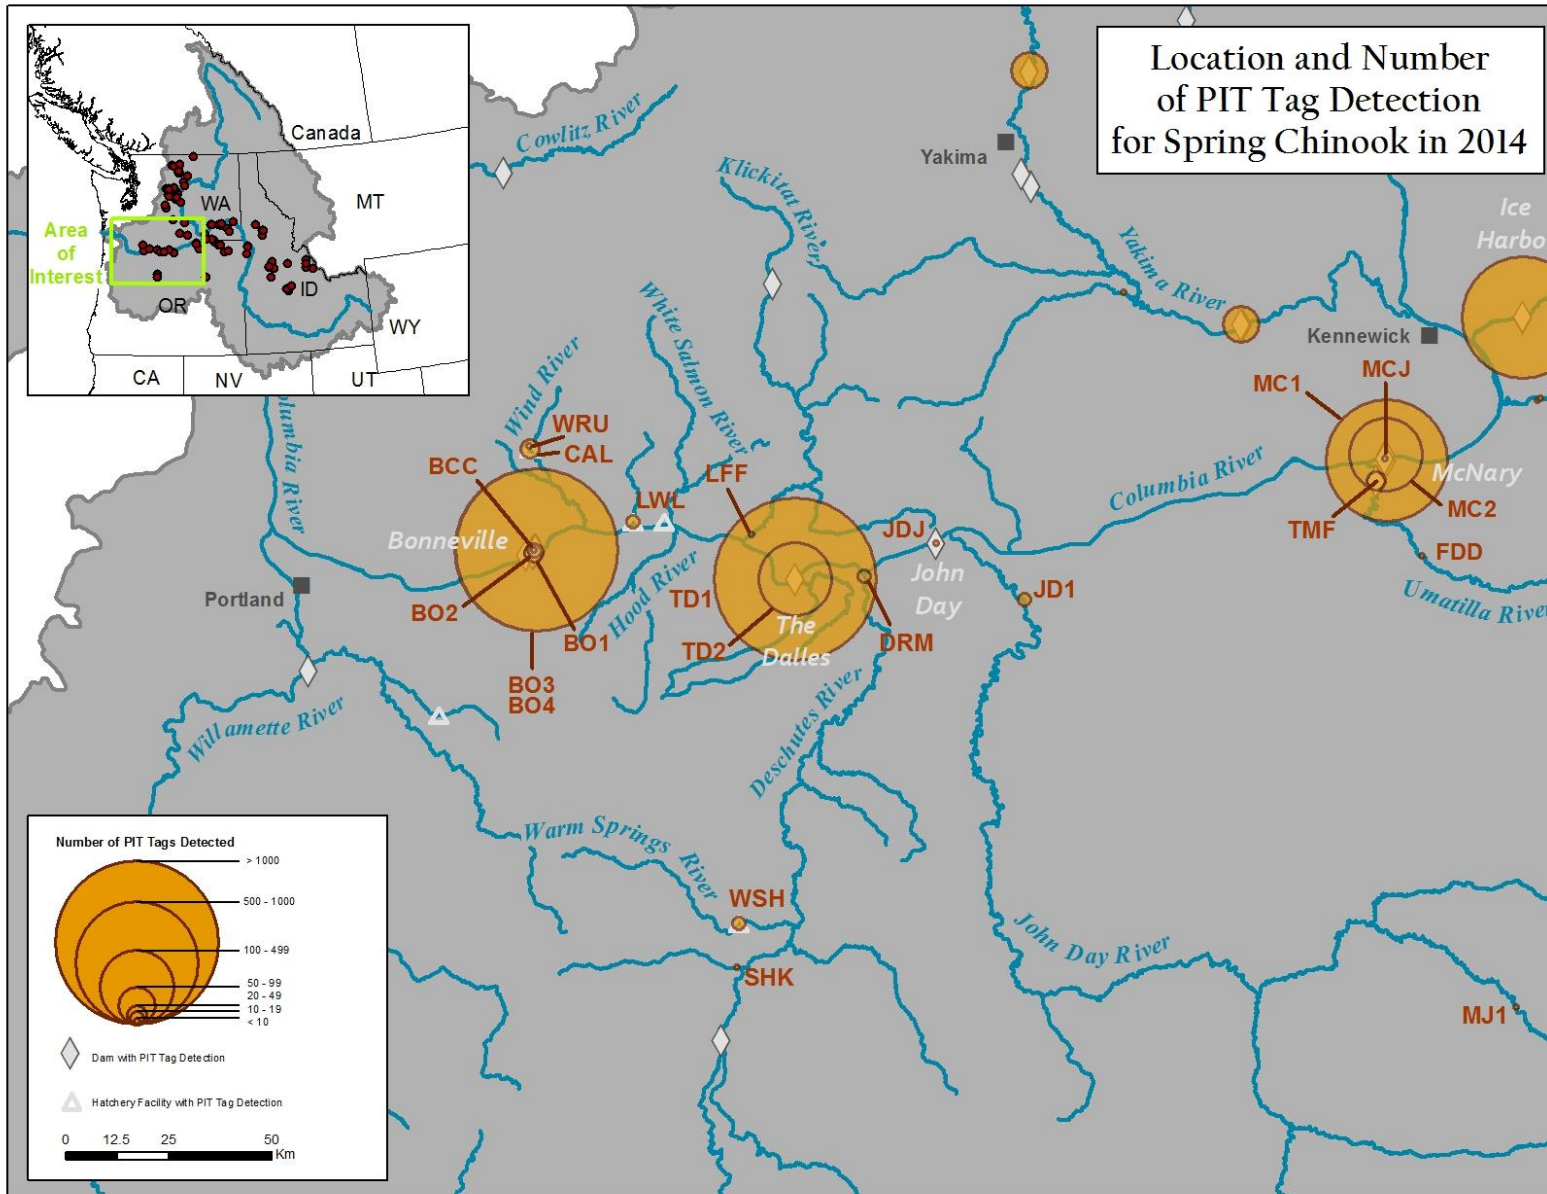 Location and Number
of PIT Tag Detection
for Spring Chinook in 2014
Canada
WA
MT
Area
of
Interest
OR
ID
WY
CA
NV
UT
Cowlitz River
Klickitat River
Yakima
Yakima River
Ice
Harbo
White Salmon River
Kennewick
MCJ
MC1
Wind River
WRU
CAL
olumbia River
BCC
LFF
McNary
LWL
Columbia River
MC2
Bonneville
JDJ
TMF
FDD
John
Day
Portland
Hood River
TD1
JD1
Umatilla River
BO2
BO1
TD2
The
Dalles
DRM
BO3
BO4
Willamette River
Deschutes River
Warm Springs River
WSH
John Day River
SHK
MJ1
Number of PIT Tags Detected
> 1000
500 - 1000
100 - 499
50 - 99
20 - 49
10 - 19
< 10
Dam with PIT Tag Detection
Hatchery Facility with PIT Tag Detection
0 12.5 25 50
Km